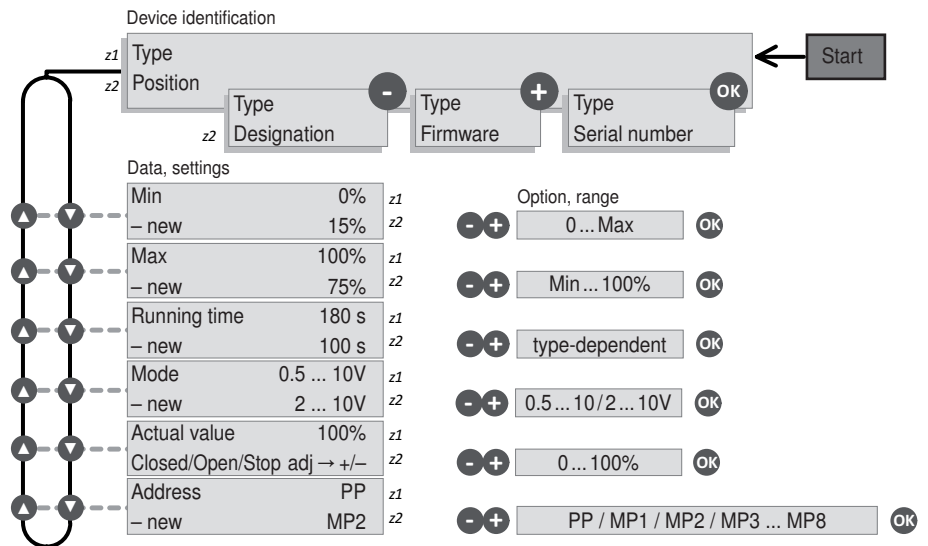 Device identification
z1 Type
z2 Position
Start
- + OK
Type Type Type
z2 Designation Firmware Serial number
Data, settings
Option, range
Min 0% z1
– new 15% z2 - + 0 ... Max OK
Max 100% z1
– new 75% z2 - + Min ... 100% OK
Running time 180 s z1
– new 100 s z2 - + type-dependent OK
Mode 0.5 ... 10V z1
– new 2 ... 10V z2 - + 0.5 ... 10 / 2 ... 10V OK
Actual value 100% z1
Closed/Open/Stop adj → +/– z2 - + 0 ... 100% OK
Address PP z1
– new MP2 z2 - + PP / MP1 / MP2 / MP3 ... MP8 OK